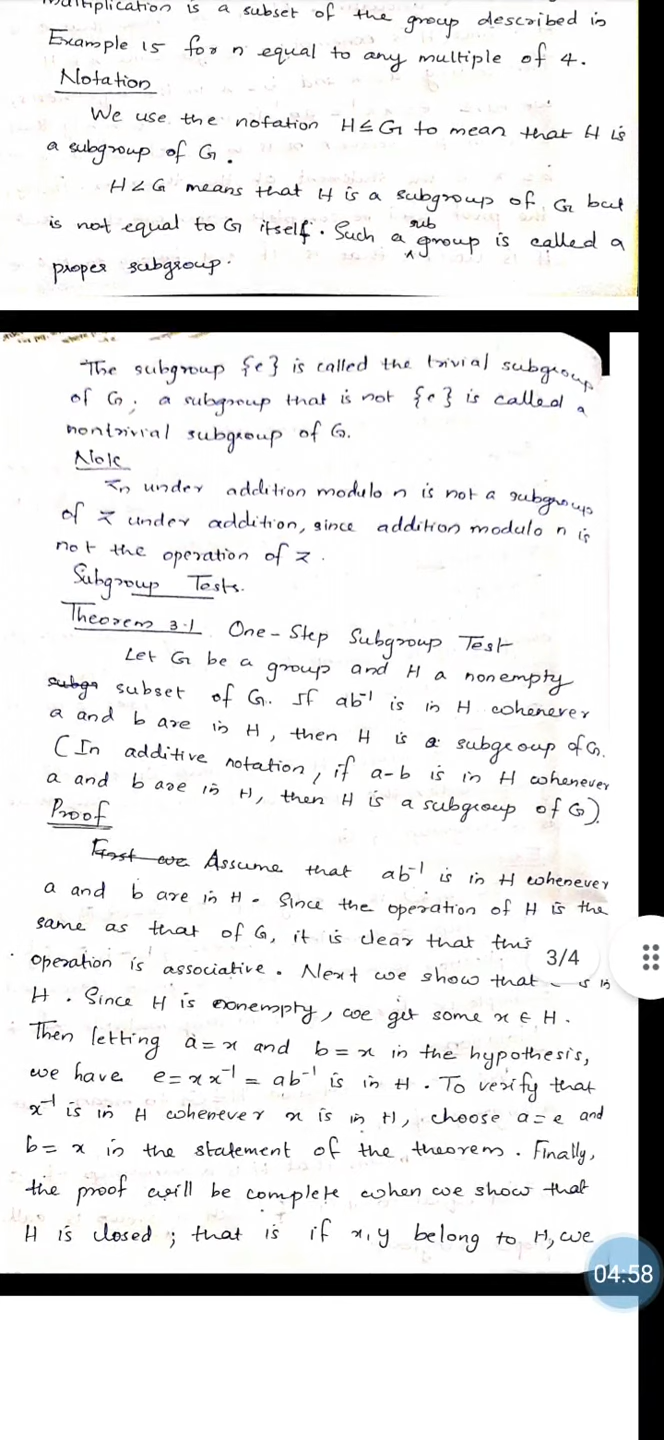 multiplication is a subset of the group described in
Example 15 for n equal to any multiple of 4.
Notation
We use the notation H≤G to mean that H is
a subgroup of G.
H<G means that H is a subgroup of G but
is not equal to G itself. Such a subgroup is called a
proper subgroup.
The subgroup {e} is called the trivial subgroup
of G; a subgroup that is not {e} is called a
nontrivial subgroup of G.
Note
Zn under addition modulo n is not a subgroup
of Z under addition, since addition modulo n is
not the operation of Z.
Subgroup Tests.
Theorem 3.1 One-Step Subgroup Test
Let G be a group and H a nonempty
subgr subset of G. If ab⁻¹ is in H whenever
a and b are in H, then H is a subgroup of G.
(In additive notation, if a-b is in H whenever
a and b are in H, then H is a subgroup of G)
Proof
First we Assume that ab⁻¹ is in H whenever
a and b are in H. Since the operation of H is the
same as that of G, it is clear that this
operation is associative. Next we show that is in
3/4
H. Since H is nonempty, we get some x ∈ H.
Then letting a=x and b=x in the hypothesis,
we have e=xx⁻¹=ab⁻¹ is in H. To verify that
x⁻¹ is in H whenever x is in H, choose a=e and
b=x in the statement of the theorem. Finally,
the proof will be complete when we show that
H is closed; that is if x,y belong to H, we
04:58